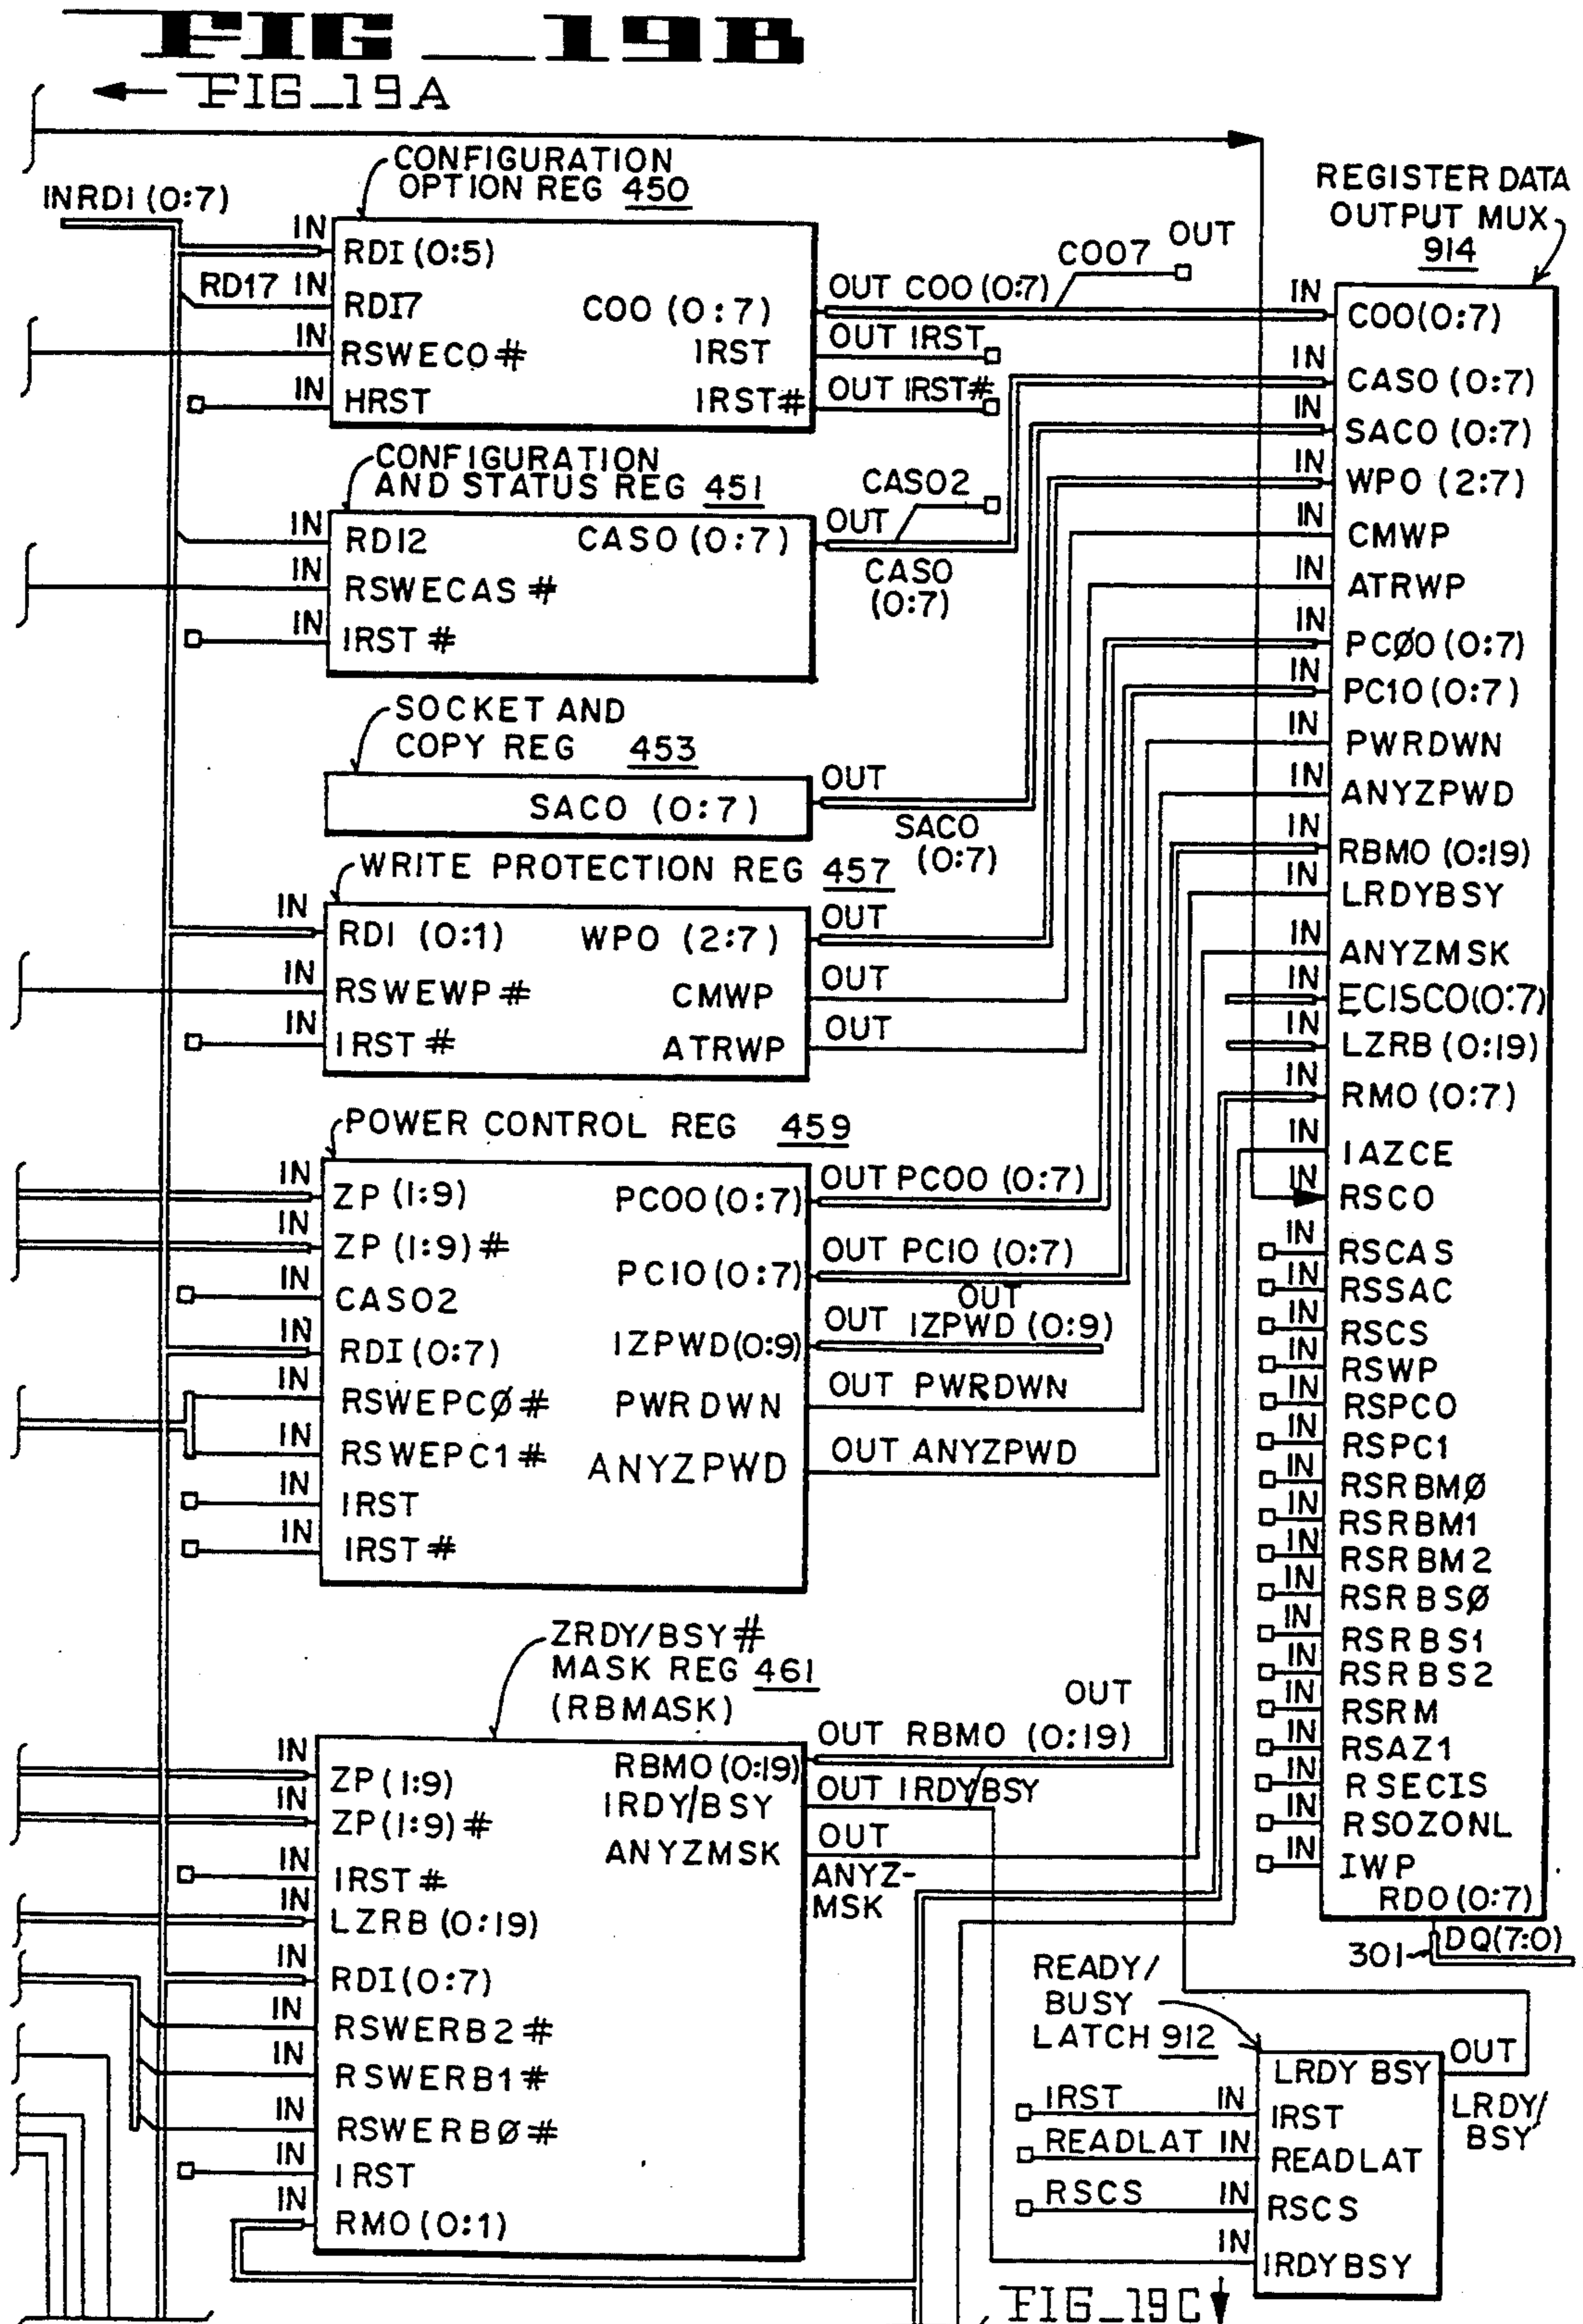 FIG_19B
FIG_19A
INRDI (0:7)
CONFIGURATION
OPTION REG 450
IN
RDI (0:5)
RD17 IN
RDI7
IN
RSWECO#
IN
HRST
COO (0:7)
IRST
IRST#
OUT COO (0:7)
COO7
OUT
OUT IRST
OUT IRST#
CONFIGURATION
AND STATUS REG 451
IN
RDI2
IN
RSWECAS #
IN
IRST #
CASO (0:7)
OUT
CASO2
CASO
(0:7)
SOCKET AND
COPY REG 453
SACO (0:7)
OUT
SACO
(0:7)
WRITE PROTECTION REG 457
IN
RDI (0:1)
IN
RSWEWP#
IN
IRST #
WPO (2:7)
CMWP
ATRWP
OUT
OUT
OUT
POWER CONTROL REG 459
IN
ZP (1:9)
IN
ZP (1:9)#
IN
CASO2
IN
RDI (0:7)
IN
RSWEPCØ#
IN
RSWEPC1#
IN
IRST
IN
IRST#
PCOO (0:7)
PCIO (0:7)
IZPWD (0:9)
PWRDWN
ANYZPWD
OUT PCOO (0:7)
OUT PCIO (0:7)
OUT
OUT IZPWD (0:9)
OUT PWRDWN
OUT ANYZPWD
ZRDY/BSY#
MASK REG 461
(RBMASK)
IN
ZP (1:9)
IN
ZP(1:9)#
IN
IRST#
IN
LZRB (0:19)
IN
RDI (0:7)
IN
RSWERB2#
IN
RSWERB1#
IN
RSWERBØ#
IN
IRST
IN
RMO (0:1)
RBMO (0:19)
IRDY/BSY
ANYZMSK
OUT
OUT RBMO (0:19)
OUT IRDYBSY
OUT
ANYZ-
MSK
REGISTER DATA
OUTPUT MUX
914
IN
COO(0:7)
IN
CASO (0:7)
IN
SACO (0:7)
IN
WPO (2:7)
IN
CMWP
IN
ATRWP
IN
PCØO (0:7)
IN
PC1O (0:7)
IN
PWRDWN
IN
ANYZPWD
IN
RBMO (0:19)
IN
LRDYBSY
IN
ANYZMSK
IN
ECISCO(0:7)
IN
LZRB (0:19)
IN
RMO (0:7)
IN
IAZCE
IN
RSCO
IN
RSCAS
IN
RSSAC
IN
RSCS
IN
RSWP
IN
RSPCO
IN
RSPC1
IN
RSRBMØ
IN
RSRBM1
IN
RSRBM2
IN
RSRBSØ
IN
RSRBS1
IN
RSRBS2
IN
RSRM
IN
RSAZ1
IN
RSECIS
IN
RSOZONL
IN
IWP
RDO (0:7)
301
DQ(7:0)
READY/
BUSY
LATCH 912
IRST IN
READLAT IN
RSCS IN
IN
LRDY BSY
IRST
READLAT
RSCS
IRDYBSY
OUT
LRDY/
BSY
FIG_19C